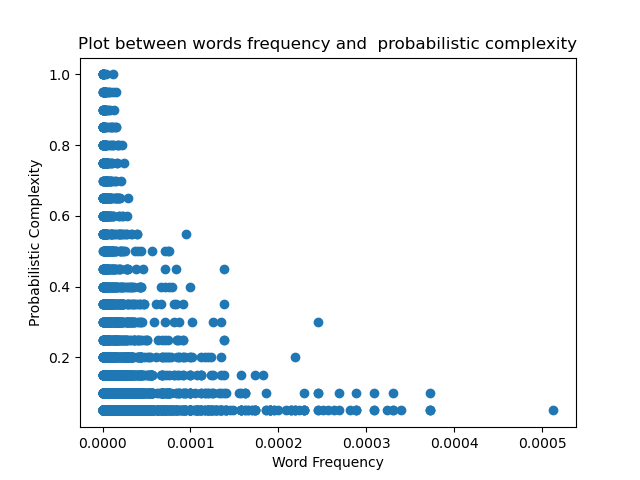 Plot between words frequency and  probabilistic complexity
1.0
0.8
0.6
0.4
0.2
Probabilistic Complexity
0.0000 0.0001 0.0002 0.0003 0.0004 0.0005
Word Frequency